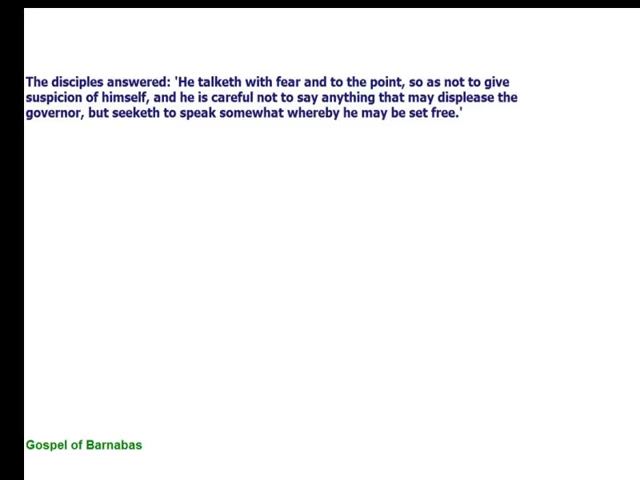 The disciples answered: 'He talketh with fear and to the point, so as not to give
suspicion of himself, and he is careful not to say anything that may displease the
governor, but seeketh to speak somewhat whereby he may be set free.'
Gospel of Barnabas